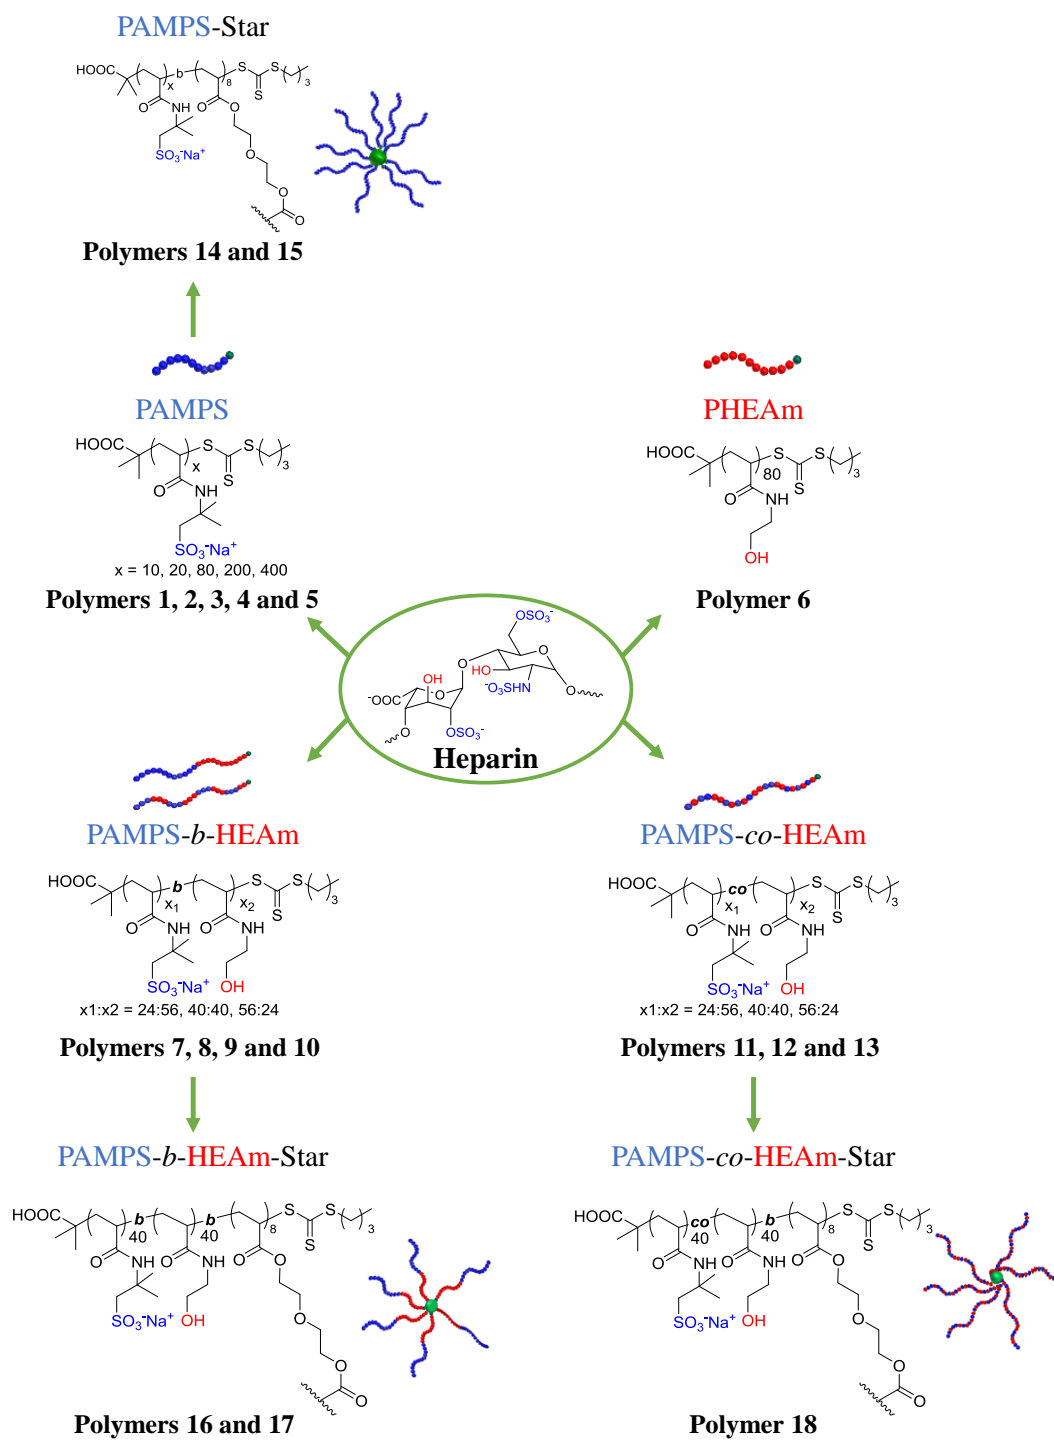 PAMPS-Star
HOOC x b 8 S S 3
S
O NH O O
SO₃⁻Na⁺
O
O
O
Polymers 14 and 15
PAMPS
HOOC x S S 3
S
O NH
SO₃⁻Na⁺
x = 10, 20, 80, 200, 400
Polymers 1, 2, 3, 4 and 5
PHEAm
HOOC 80 S S 3
S
O NH
OH
Polymer 6
OSO₃⁻
O
O HO
OH ⁻O₃SHN O
⁻OOC O
O OSO₃⁻
Heparin
PAMPS-b-HEAm
HOOC x₁ b x₂ S S 3
S
O NH O NH
SO₃⁻Na⁺ OH
x1:x2 = 24:56, 40:40, 56:24
Polymers 7, 8, 9 and 10
PAMPS-co-HEAm
HOOC x₁ co x₂ S S 3
S
O NH O NH
SO₃⁻Na⁺ OH
x1:x2 = 24:56, 40:40, 56:24
Polymers 11, 12 and 13
PAMPS-b-HEAm-Star
HOOC 40 b 40 b 8 S S 3
S
O NH O NH O O
SO₃⁻Na⁺ OH
O
O
O
Polymers 16 and 17
PAMPS-co-HEAm-Star
HOOC 40 co 40 b 8 S S 3
S
O NH O NH O O
SO₃⁻Na⁺ OH
O
O
O
Polymer 18